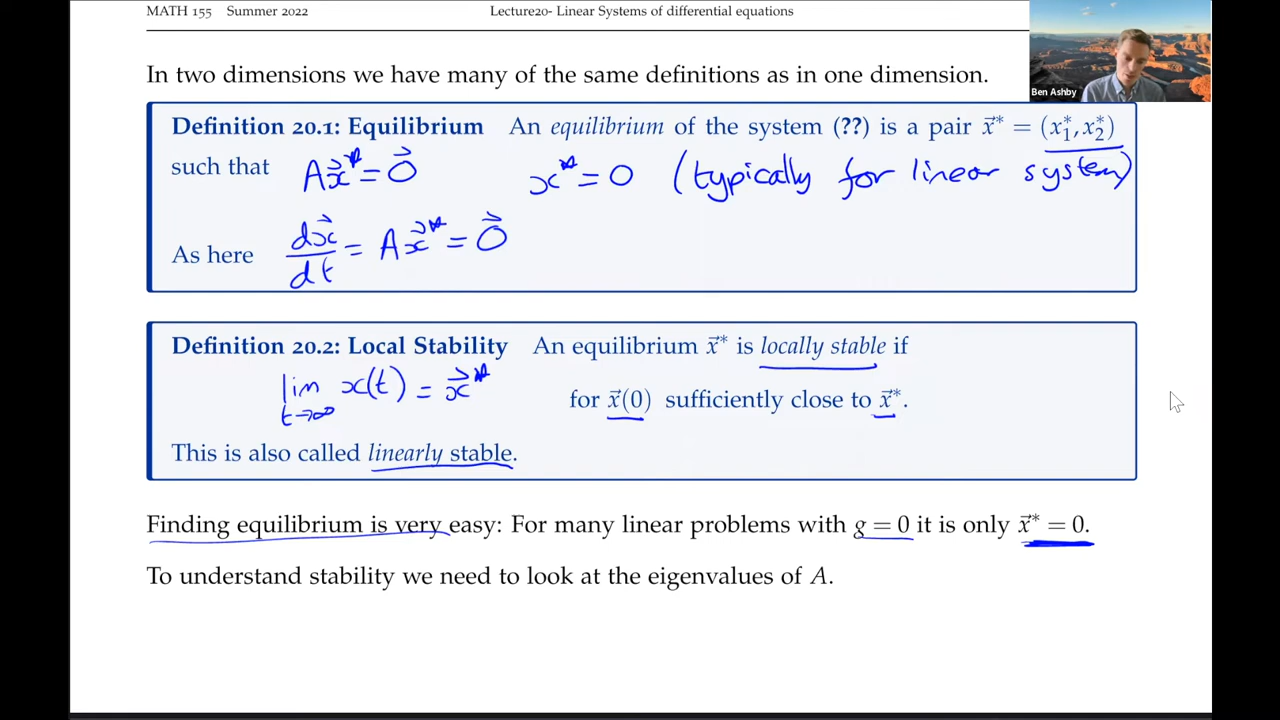 MATH 155 Summer 2022 Lecture20- Linear Systems of differential equations
Ben Ashby
In two dimensions we have many of the same definitions as in one dimension.
Definition 20.1: Equilibrium An equilibrium of the system (??) is a pair x⃗* = (x₁*, x₂*)
such that Ax⃗* = 0⃗ x* = 0 (typically for linear system)
As here dx⃗/dt = Ax⃗* = 0⃗
Definition 20.2: Local Stability An equilibrium x⃗* is locally stable if
lim t→∞ x(t) = x⃗* for x⃗(0) sufficiently close to x⃗*.
This is also called linearly stable.
Finding equilibrium is very easy: For many linear problems with g = 0 it is only x⃗* = 0.
To understand stability we need to look at the eigenvalues of A.